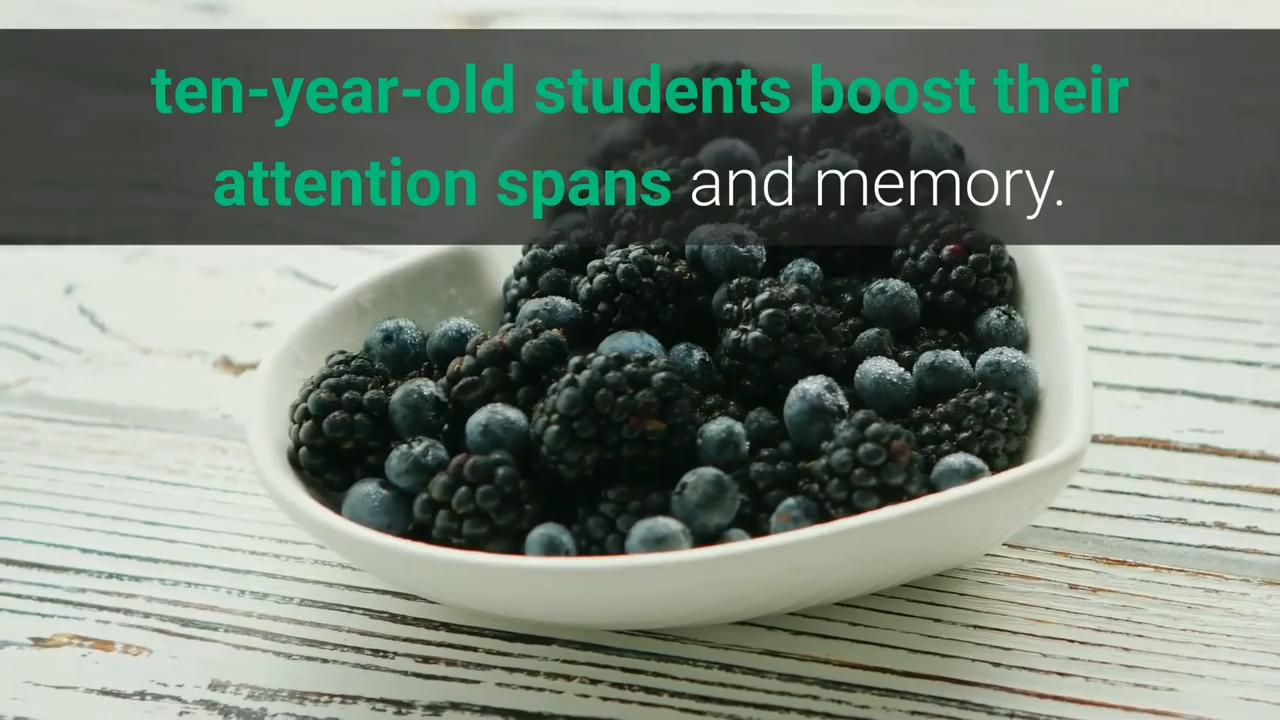 ten-year-old students boost their
attention spans and memory.